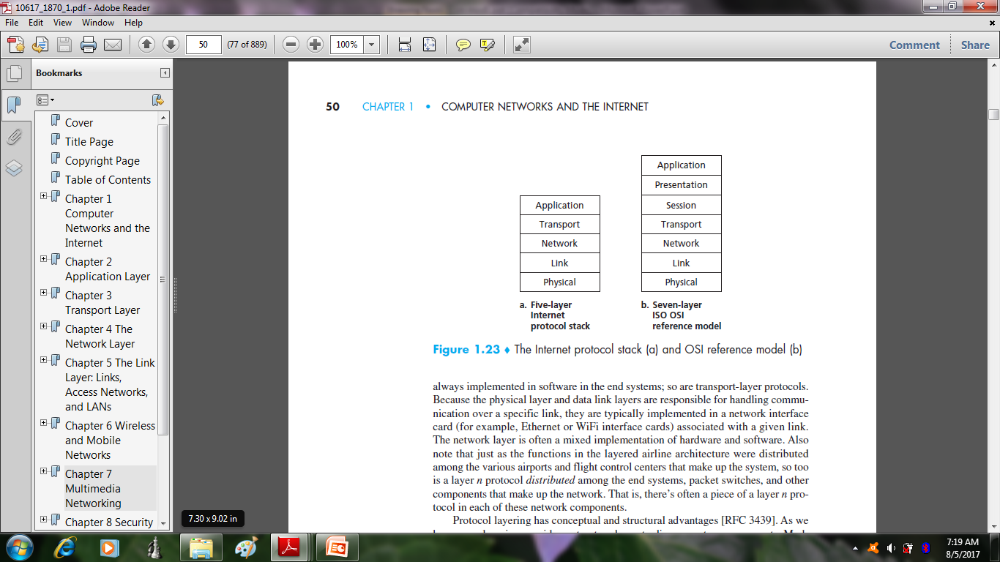 10617_1870_1.pdf - Adobe Reader
File Edit View Window Help
50 (77 of 889) 100% Comment Share
Bookmarks
Cover
Title Page
Copyright Page
Table of Contents
Chapter 1
Computer
Networks and the
Internet
Chapter 2
Application Layer
Chapter 3
Transport Layer
Chapter 4 The
Network Layer
Chapter 5 The Link
Layer: Links,
Access Networks,
and LANs
Chapter 6 Wireless
and Mobile
Networks
Chapter 7
Multimedia
Networking
Chapter 8 Security
7.30 x 9.02 in
50 CHAPTER 1 • COMPUTER NETWORKS AND THE INTERNET
Application
Transport
Network
Link
Physical
a. Five-layer
Internet
protocol stack
Application
Presentation
Session
Transport
Network
Link
Physical
b. Seven-layer
ISO OSI
reference model
Figure 1.23 ♦ The Internet protocol stack (a) and OSI reference model (b)
always implemented in software in the end systems; so are transport-layer protocols.
Because the physical layer and data link layers are responsible for handling commu-
nication over a specific link, they are typically implemented in a network interface
card (for example, Ethernet or WiFi interface cards) associated with a given link.
The network layer is often a mixed implementation of hardware and software. Also
note that just as the functions in the layered airline architecture were distributed
among the various airports and flight control centers that make up the system, so too
is a layer n protocol distributed among the end systems, packet switches, and other
components that make up the network. That is, there's often a piece of a layer n pro-
tocol in each of these network components.
Protocol layering has conceptual and structural advantages [RFC 3439]. As we
7:19 AM
8/5/2017